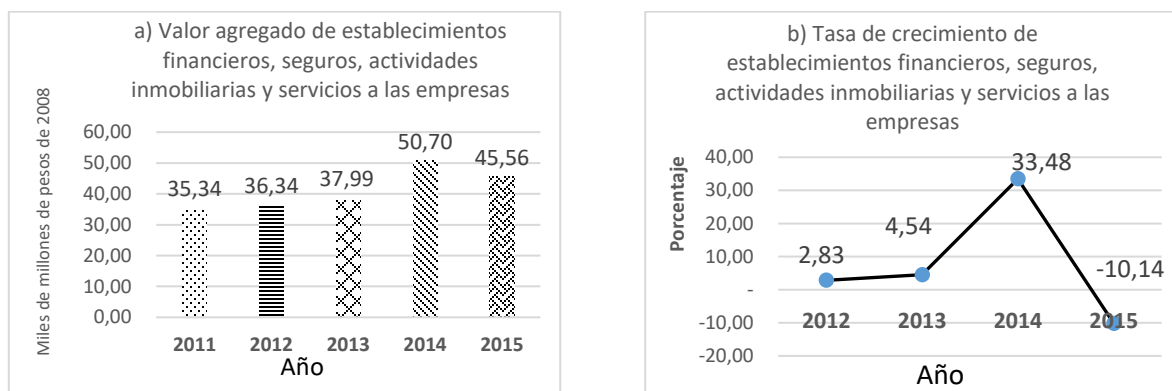 a) Valor agregado de establecimientos
financieros, seguros, actividades
inmobiliarias y servicios a las empresas
Miles de millones de pesos de 2008
60,00
50,00
40,00
30,00
20,00
10,00
0,00
35,34
36,34
37,99
50,70
45,56
2011
2012
2013
2014
2015
Año
b) Tasa de crecimiento de
establecimientos financieros, seguros,
actividades inmobiliarias y servicios a las
empresas
Porcentaje
40,00
30,00
20,00
10,00
-
-10,00
-20,00
2,83
4,54
33,48
-10,14
2012
2013
2014
2015
Año